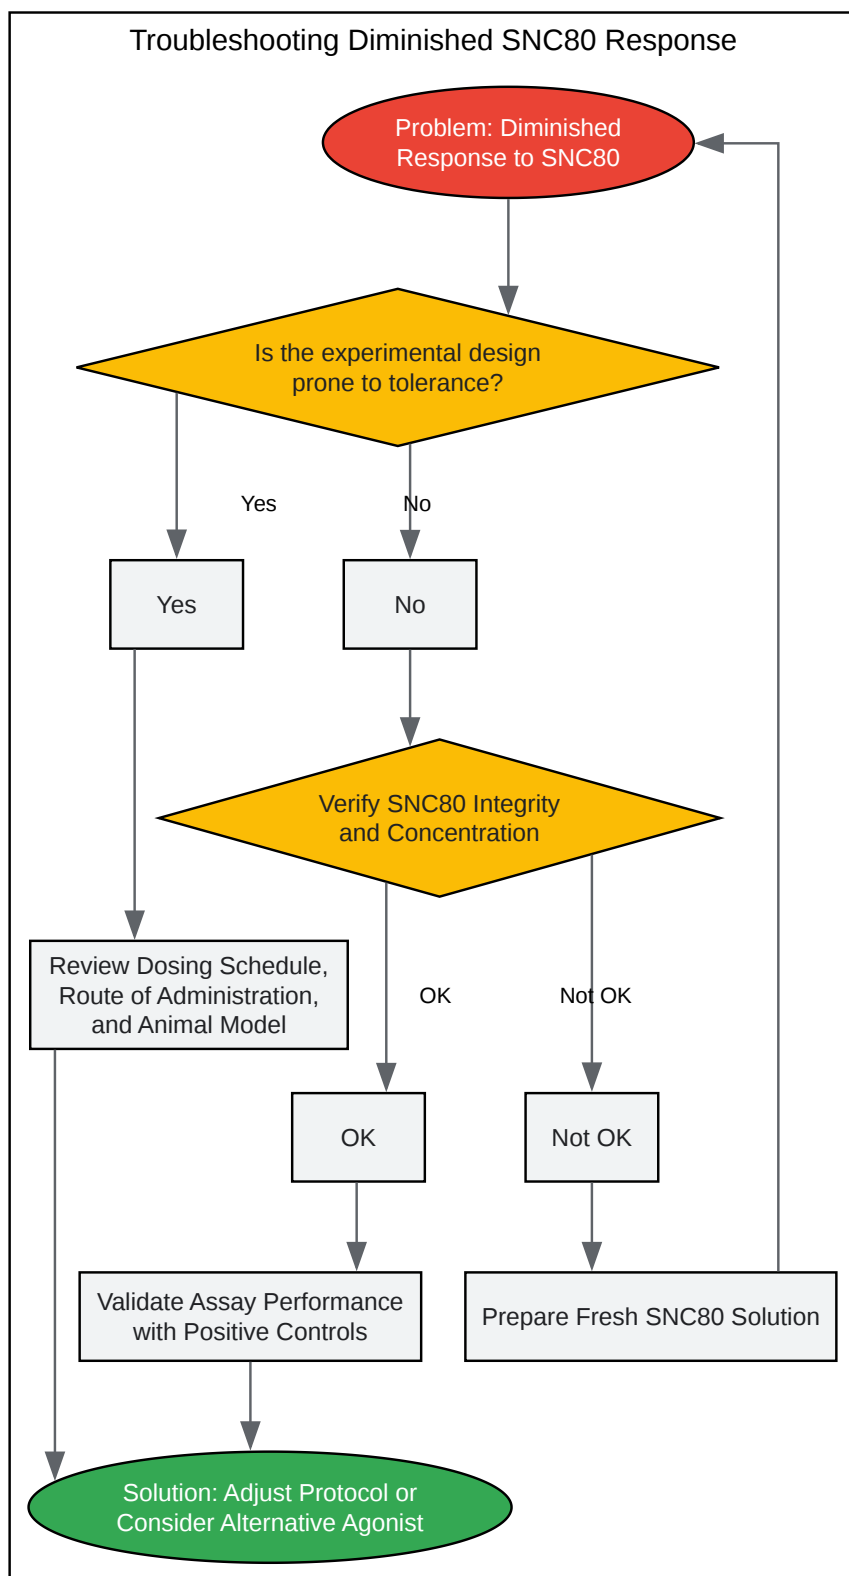 Troubleshooting Diminished SNC80 Response
Problem: Diminished
Response to SNC80
Is the experimental design
prone to tolerance?
Yes
No
Yes
No
Verify SNC80 Integrity
and Concentration
Review Dosing Schedule,
Route of Administration,
and Animal Model
OK
Not OK
OK
Not OK
Validate Assay Performance
with Positive Controls
Prepare Fresh SNC80 Solution
Solution: Adjust Protocol or
Consider Alternative Agonist